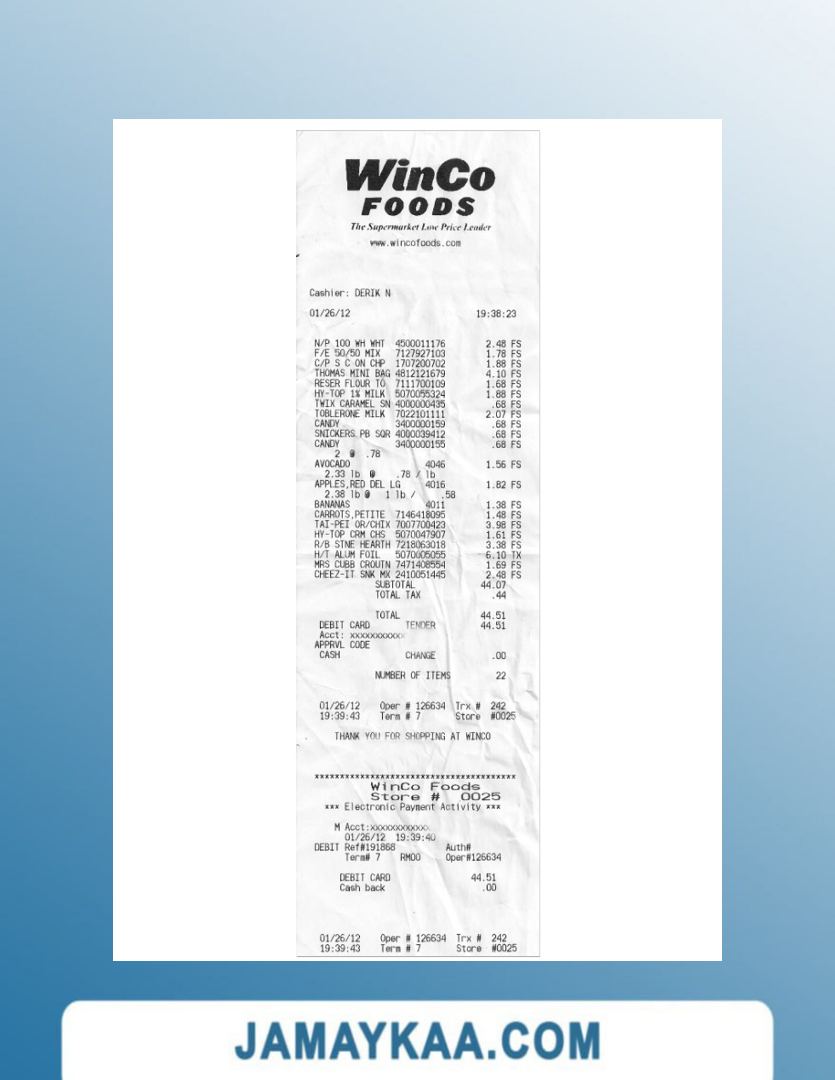 WinCo
FOODS
The Supermarket Low Price Leader
www.wincofoods.com
Cashier: DERIK N
01/26/12 19:38:23
N/P 100 WH WHT 4500011176 2.48 FS
F/E 50/50 MIX 7127927103 1.78 FS
C/P S C ON CHP 1707200702 1.88 FS
THOMAS MINI BAG 4812121679 4.10 FS
RESER FLOUR TO 7111700109 1.68 FS
HY-TOP 1% MILK 5070055324 1.88 FS
TWIX CARAMEL SN 4000000435 .68 FS
TOBLERONE MILK 7022101111 2.07 FS
CANDY 3400000159 .68 FS
SNICKERS PB SQR 4000039412 .68 FS
CANDY 3400000155 .68 FS
2 @ .78
AVOCADO 4046 1.56 FS
2.33 lb @ .78 / lb
APPLES,RED DEL LG 4016 1.82 FS
2.38 lb @ 1 lb / .58
BANANAS 4011 1.38 FS
CARROTS,PETITE 7146418095 1.48 FS
TAI-PEI OR/CHIX 7007700423 3.98 FS
HY-TOP CRM CHS 5070047907 1.61 FS
R/B STNE HEARTH 7218063018 3.38 FS
H/T ALUM FOIL 5070005055 6.10 TX
MRS CUBB CROUTN 7471408554 1.69 FS
CHEEZ-IT SNK MX 2410051445 2.48 FS
SUBTOTAL 44.07
TOTAL TAX .44
TOTAL 44.51
DEBIT CARD TENDER 44.51
Acct: xxxxxxxxxxx
APPRVL CODE
CASH CHANGE .00
NUMBER OF ITEMS 22
01/26/12 Oper # 126634 Trx # 242
19:39:43 Term # 7 Store #0025
THANK YOU FOR SHOPPING AT WINCO
****************************************
WinCo Foods
Store # 0025
*** Electronic Payment Activity ***
M Acct:xxxxxxxxxxxx
01/26/12 19:39:40
DEBIT Ref#191868 Auth#
Term# 7 RM00 Oper#126634
DEBIT CARD 44.51
Cash back .00
01/26/12 Oper # 126634 Trx # 242
19:39:43 Term # 7 Store #0025
JAMAYKAA.COM